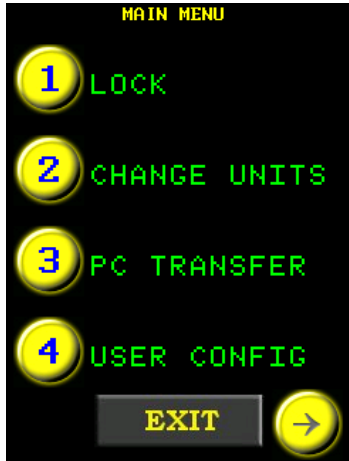 MAIN MENU
1 LOCK
2 CHANGE UNITS
3 PC TRANSFER
4 USER CONFIG
EXIT →